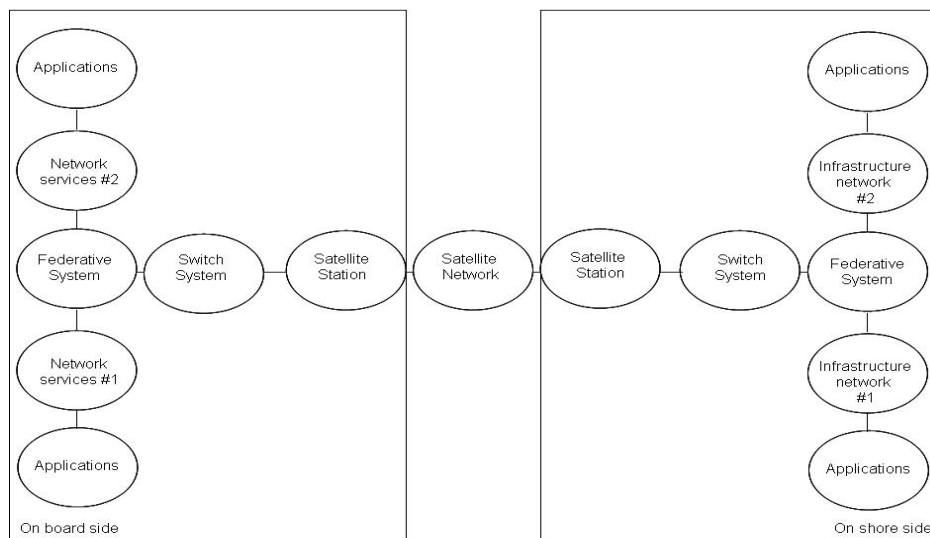 Applications
Network
services #2
Federative
System
Network
services #1
Applications
On board side
Switch
System
Satellite
Station
Satellite
Network
Satellite
Station
Switch
System
Applications
Infrastructure
network
#2
Federative
System
Infrastructure
network
#1
Applications
On shore side